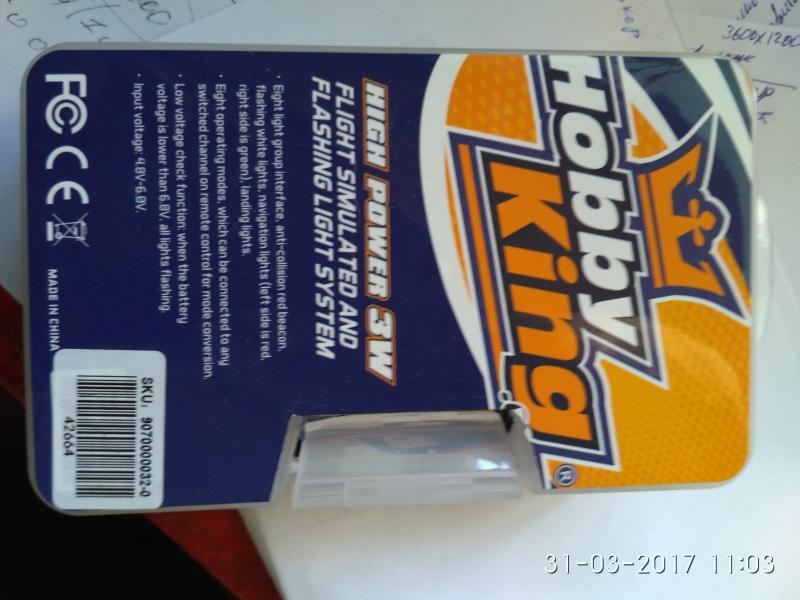 Hobby
King®
HIGH POWER 3W
FLIGHT SIMULATED AND
FLASHING LIGHT SYSTEM
• Eight light group interface, anti-collision red beacon,
flashing white lights, navigation lights (left side is red,
right side is green), landing lights.
• Eight operating modes, which can be connected to any
switched channel on remote control for mode conversion.
• Low voltage check function: when the battery
voltage is lower than 6.8V, all lights flashing.
• Input voltage: 4.8V-6.0V.
FC CE
MADE IN CHINA
SKU: 9070000032-0
42664
3600x1200
31-03-2017 11:03